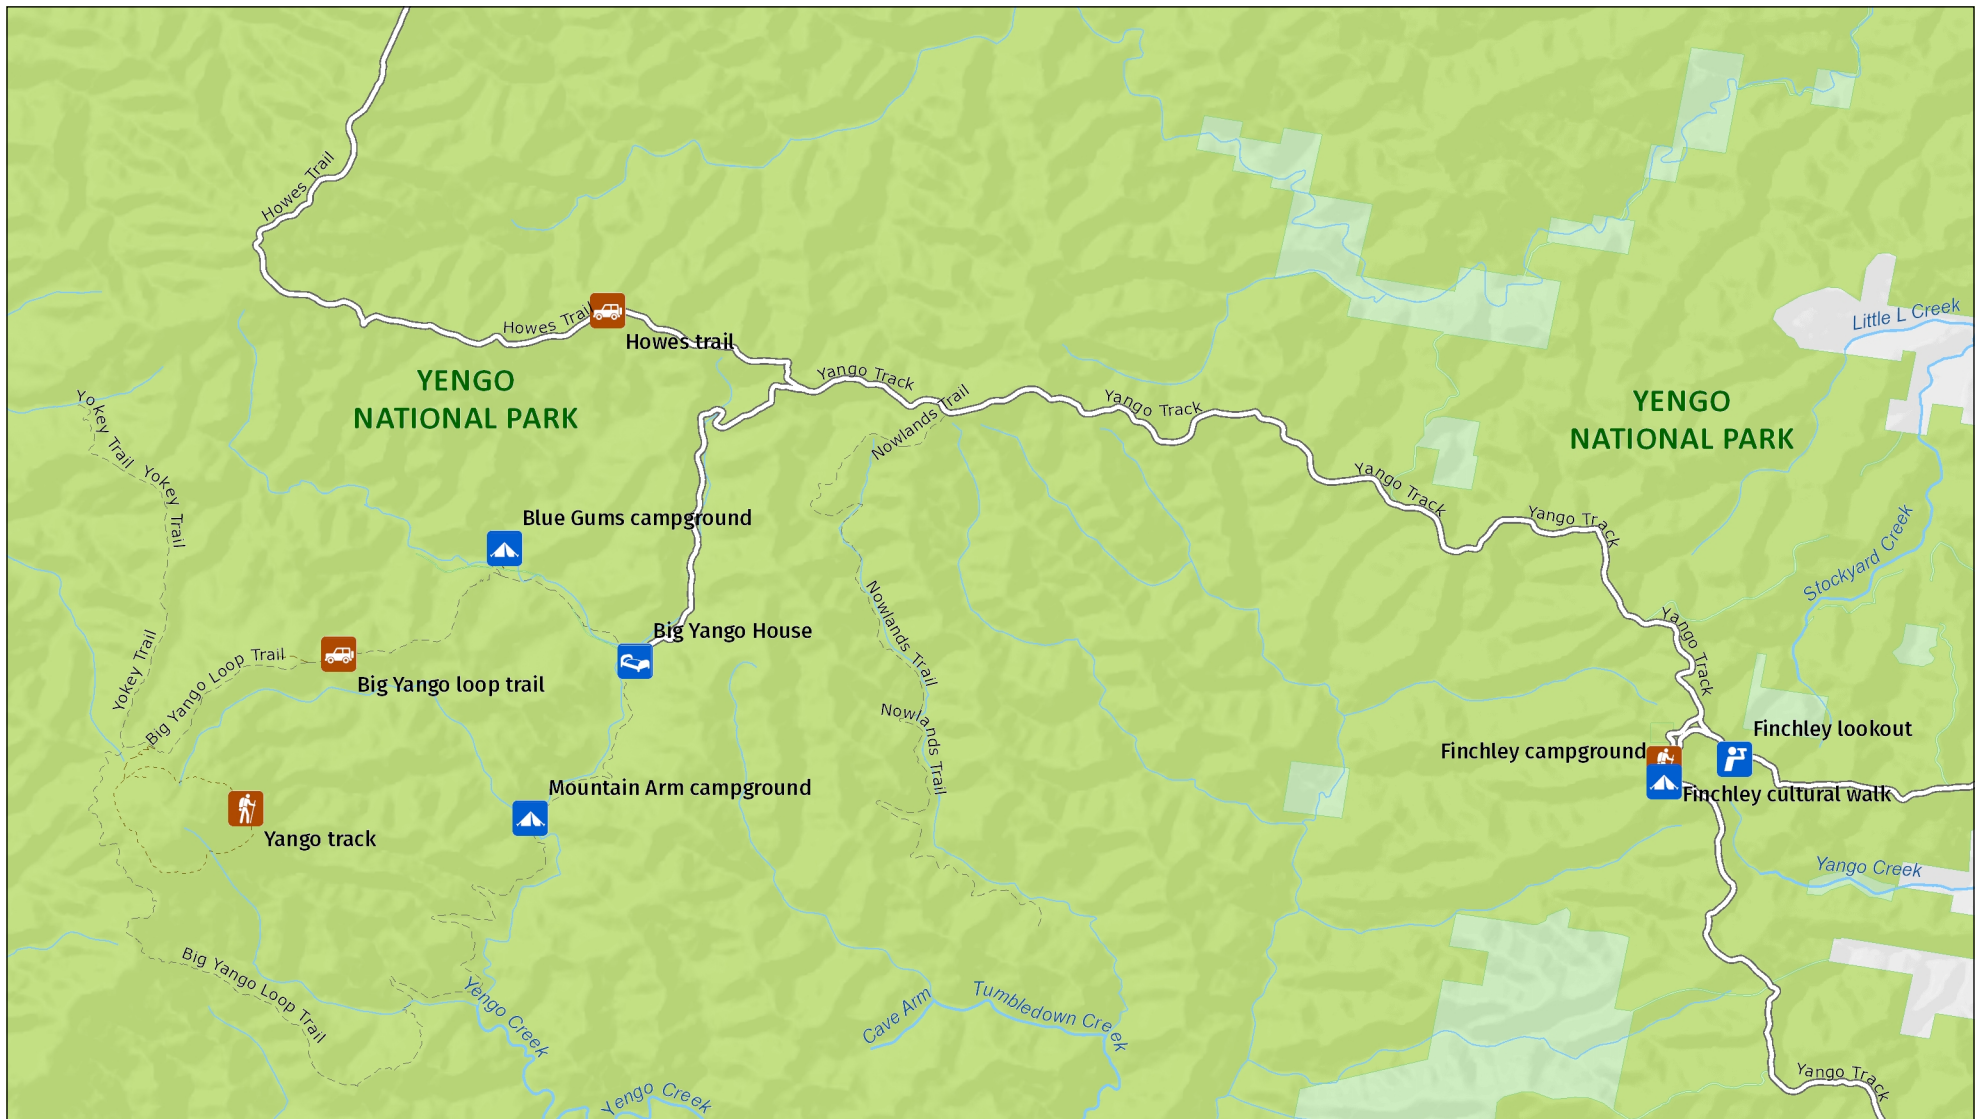 Howes Trail
Little L Creek
Howes Trail
Howes trail
Yango Track
YENGO
NATIONAL PARK
Nowlands Trail
Yango Track
YENGO
NATIONAL PARK
Yokey Trail
Yokey Trail
Yango Track
Yango Track
Blue Gums campground
Stockyard Creek
Nowlands Trail
Yango Track
Big Yango House
Yokey Trail
Big Yango Loop Trail
Big Yango loop trail
Nowlands Trail
Finchley lookout
Finchley campground
Mountain Arm campground
Finchley cultural walk
Yango track
Yango Creek
Big Yango Loop Trail
Yengo Creek
Cave Arm
Tumbledown Creek
Yango Track
Yengo Creek